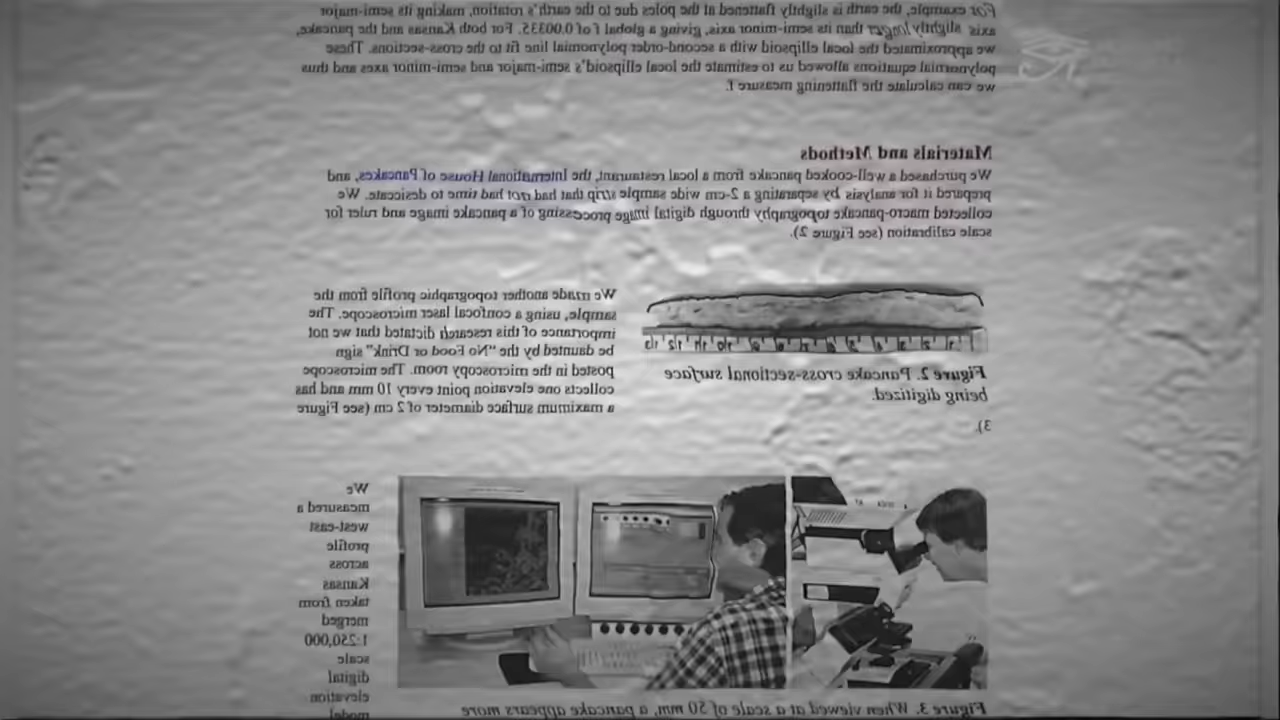 For example, the earth is slightly flattened at the poles due to the earth's rotation, making its semi-major
axis slightly longer than its semi-minor axis, giving a global f of 0.00335. For both Kansas and the pancake,
we approximated the local ellipsoid with a second-order polynomial line fit to the cross-sections. These
polynomial equations allowed us to estimate the local ellipsoid's semi-major and semi-minor axes and thus
we can calculate the flattening measure f.
Materials and Methods
We purchased a well-cooked pancake from a local restaurant, the International House of Pancakes, and
prepared it for analysis by separating a 2-cm wide sample strip that had not had time to desiccate. We
collected macro-pancake topography through digital image processing of a pancake image and ruler for
scale calibration (see Figure 2).
Figure 2. Pancake cross-sectional surface
being digitized.
We made another topographic profile from the
sample, using a confocal laser microscope. The
importance of this research dictated that we not
be daunted by the "No Food or Drink" sign
posted in the microscopy room. The microscope
collects one elevation point every 10 mm and has
a maximum surface diameter of 2 cm (see Figure
3).
We
measured a
west-east
profile
across
Kansas
taken from
merged
1:250,000
scale
digital
elevation
model
Figure 3. When viewed at a scale of 50 mm, a pancake appears more